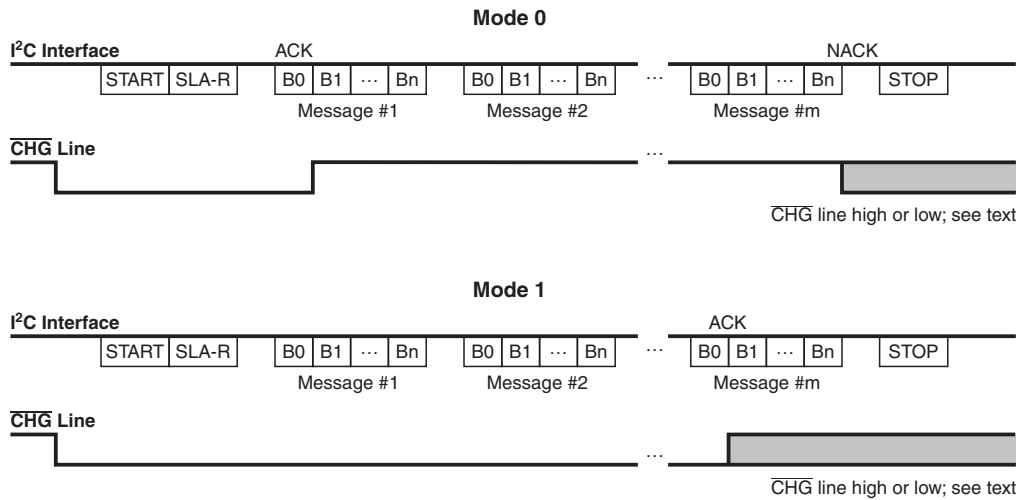 Mode 0
I²C Interface ACK NACK
START SLA-R B0 B1 ... Bn B0 B1 ... Bn ... B0 B1 ... Bn STOP
Message #1 Message #2 Message #m
CHG Line
...
CHG line high or low; see text
Mode 1
I²C Interface ACK
START SLA-R B0 B1 ... Bn B0 B1 ... Bn ... B0 B1 ... Bn STOP
Message #1 Message #2 Message #m
CHG Line
...
CHG line high or low; see text